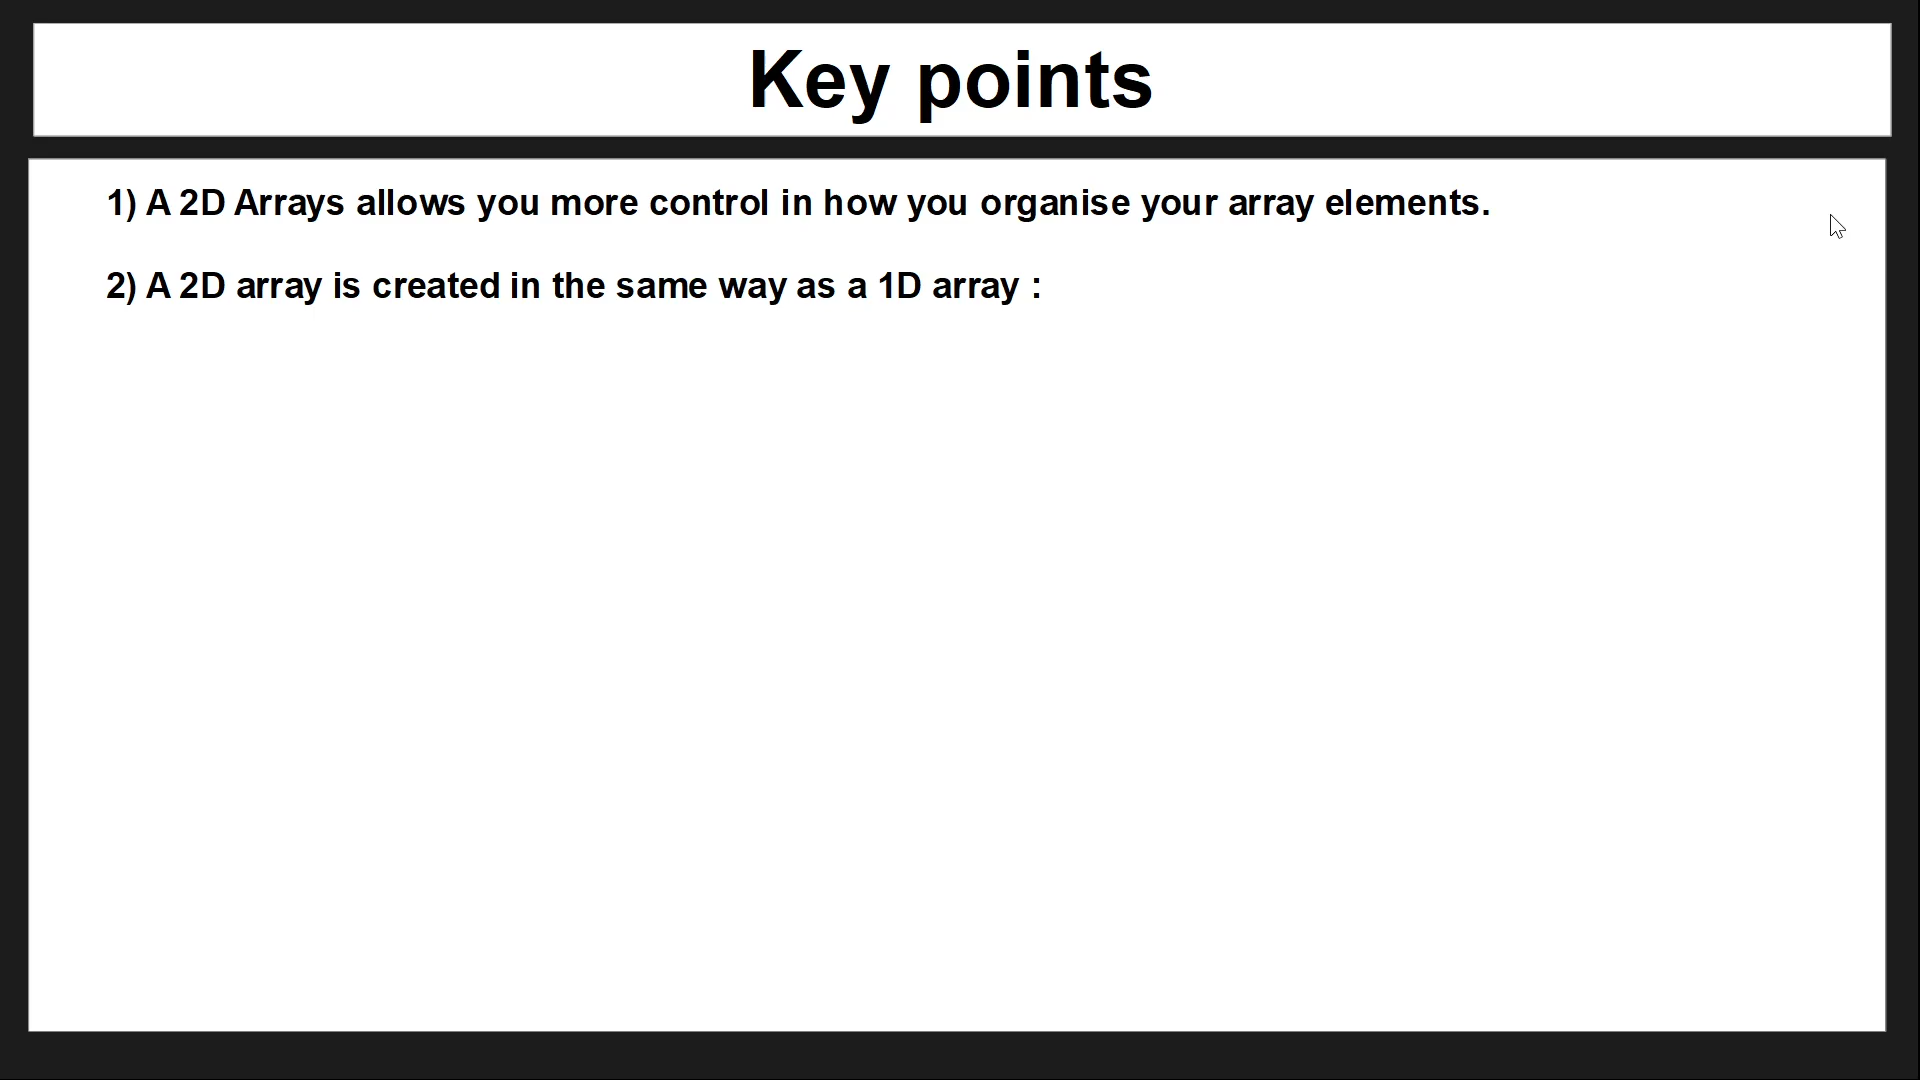 Key points
1) A 2D Arrays allows you more control in how you organise your array elements.
2) A 2D array is created in the same way as a 1D array :